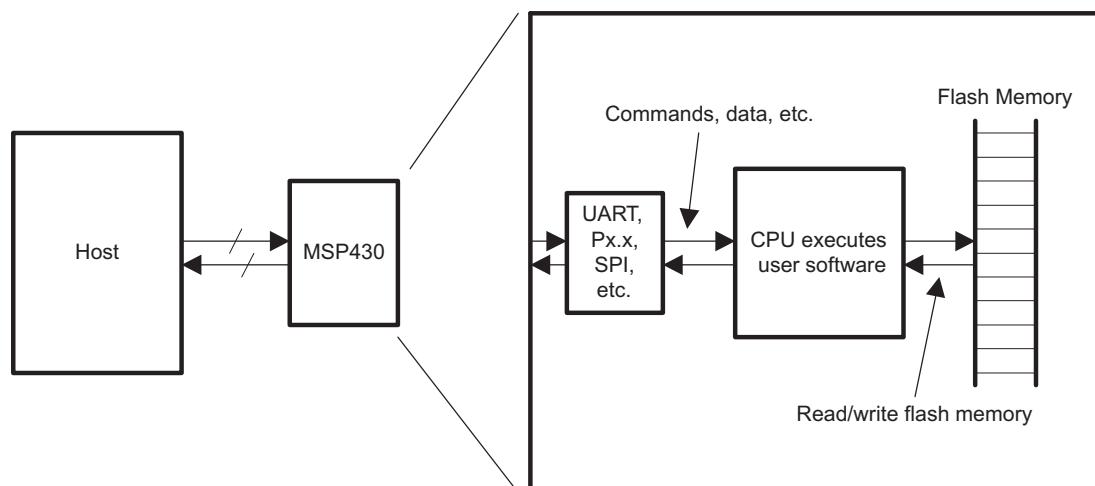 Host
MSP430
UART,
Px.x,
SPI,
etc.
Commands, data, etc.
CPU executes
user software
Flash Memory
Read/write flash memory